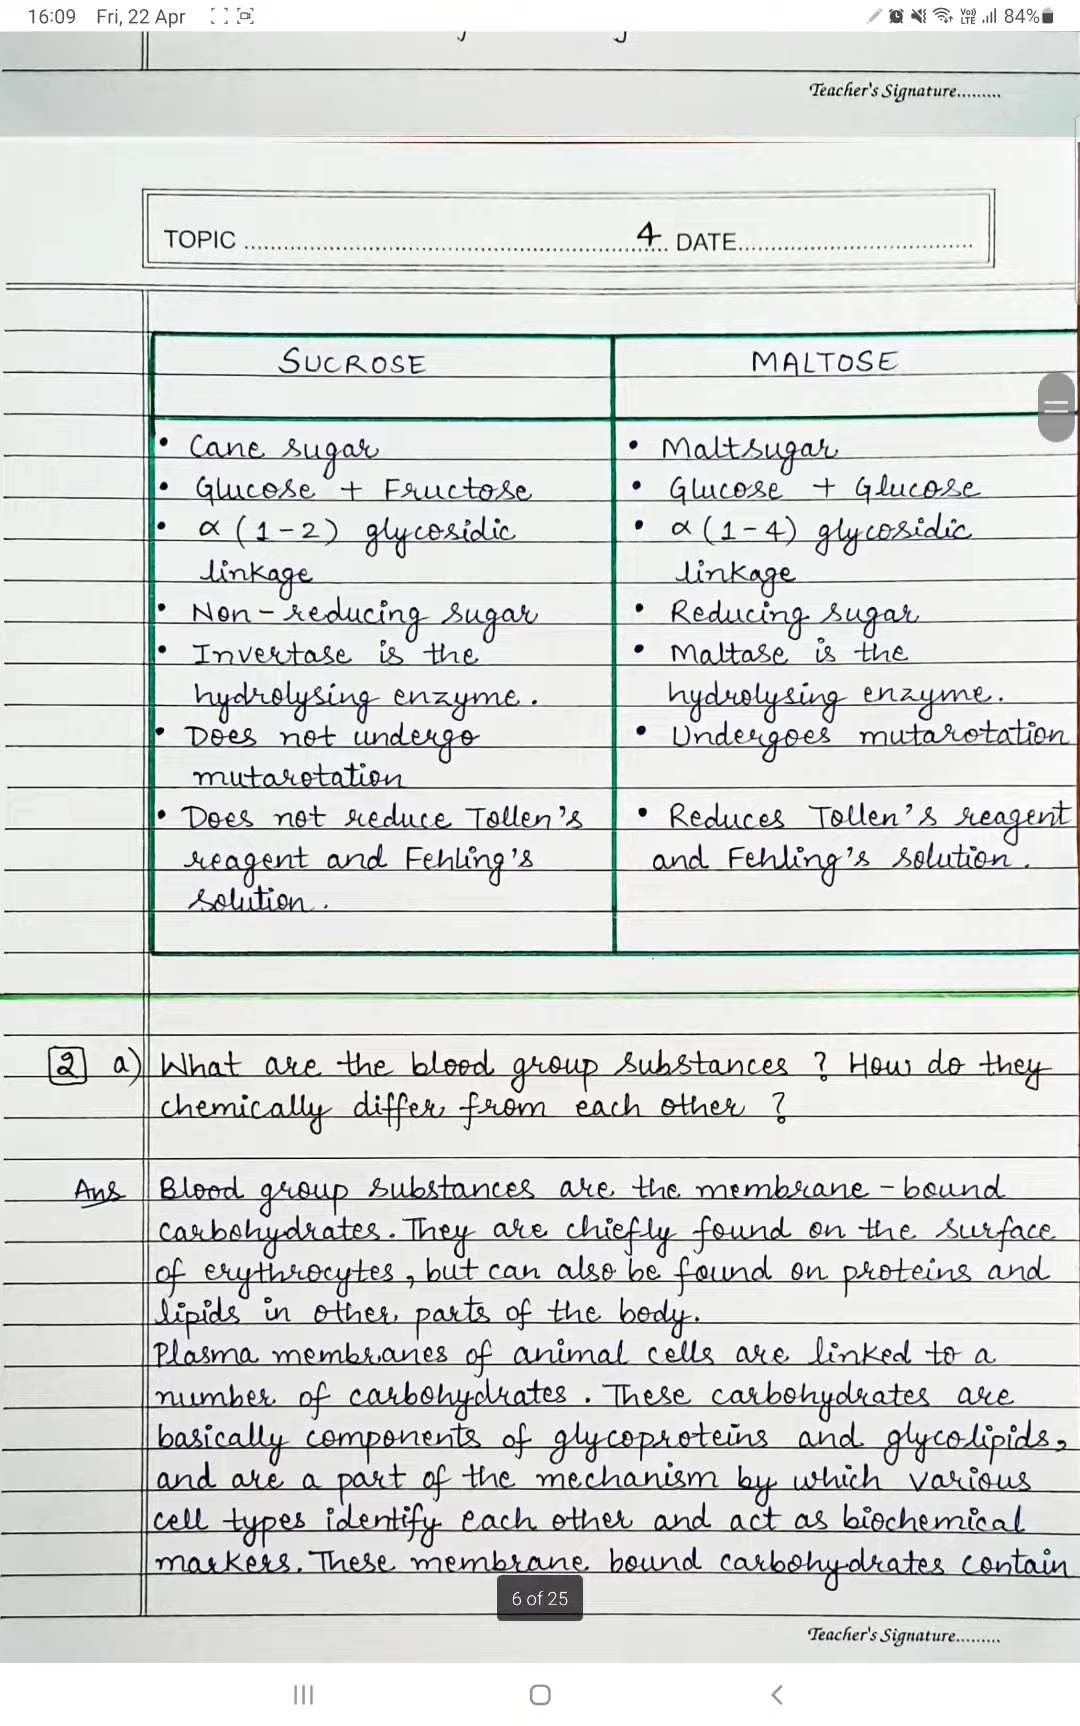 16:09 Fri, 22 Apr 84%
Teacher's Signature.........
TOPIC ........ 4 DATE........
SUCROSE MALTOSE
• Cane sugar • Maltsugar
• Glucose + Fructose • Glucose + Glucose
• α (1-2) glycosidic • α (1-4) glycosidic
linkage linkage
• Non-reducing sugar • Reducing sugar
• Invertase is the • Maltase is the
hydrolysing enzyme. hydrolysing enzyme.
• Does not undergo • Undergoes mutarotation
mutarotation
• Does not reduce Tollen's • Reduces Tollen's reagent
reagent and Fehling's and Fehling's solution.
solution.
2 a) What are the blood group substances ? How do they
chemically differ from each other ?
Ans Blood group substances are the membrane-bound
carbohydrates. They are chiefly found on the surface
of erythrocytes, but can also be found on proteins and
lipids in other parts of the body.
Plasma membranes of animal cells are linked to a
number of carbohydrates. These carbohydrates are
basically components of glycoproteins and glycolipids,
and are a part of the mechanism by which various
cell types identify each other and act as biochemical
markers. These membrane bound carbohydrates contain
6 of 25
Teacher's Signature.........